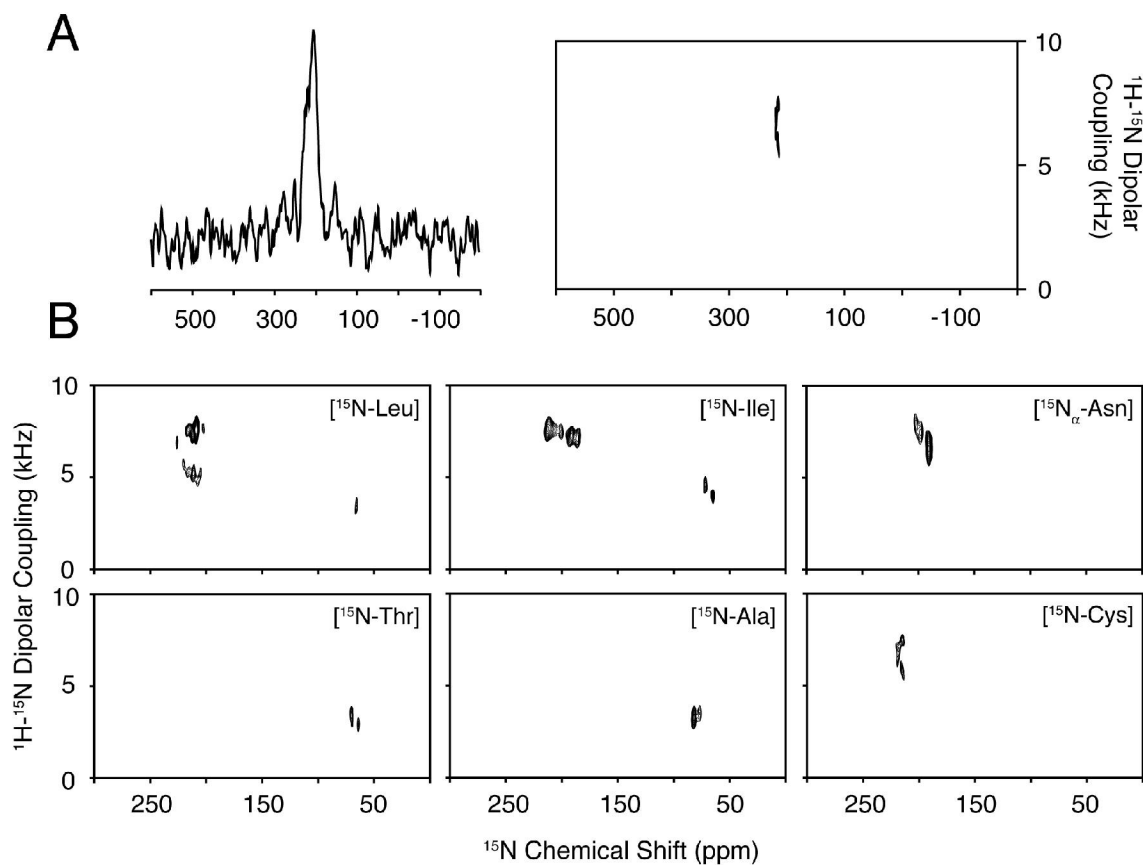 A
10
5
0
¹H-¹⁵N Dipolar
Coupling (kHz)
500 300 100 -100
500 300 100 -100
B
¹H-¹⁵N Dipolar Coupling (kHz)
10
5
0
[¹⁵N-Leu]
[¹⁵N-Ile]
[¹⁵Nα-Asn]
10
5
0
[¹⁵N-Thr]
[¹⁵N-Ala]
[¹⁵N-Cys]
250 150 50
250 150 50
250 150 50
¹⁵N Chemical Shift (ppm)